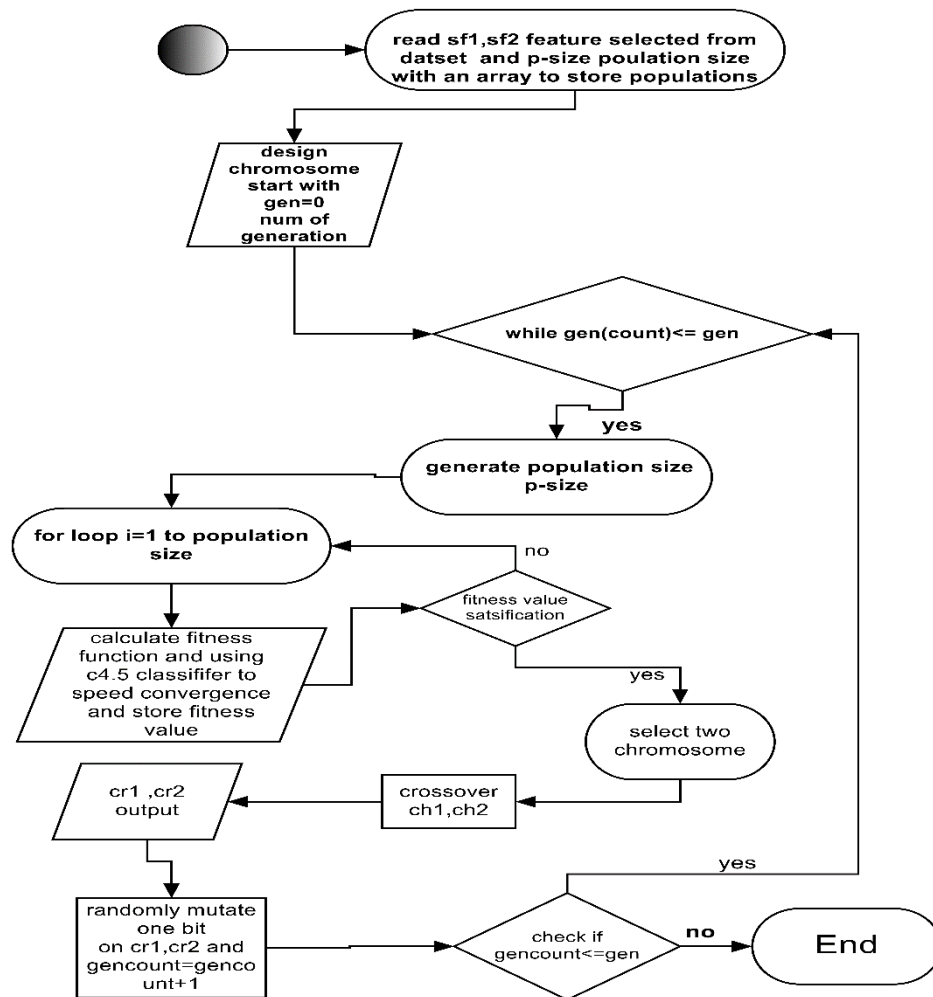 read sf1,sf2 feature selected from
datset and p-size poulation size
with an array to store populations
design
chromosome
start with
gen=0
num of
generation
while gen(count)<= gen
yes
generate population size
p-size
for loop i=1 to population
size
no
fitness value
satsification
calculate fitness
function and using
c4.5 classififer to
speed convergence
and store fitness
value
yes
select two
chromosome
crossover
ch1,ch2
cr1 ,cr2
output
randomly mutate
one bit
on cr1,cr2 and
gencount=genco
unt+1
yes
check if
gencount<=gen
no
End